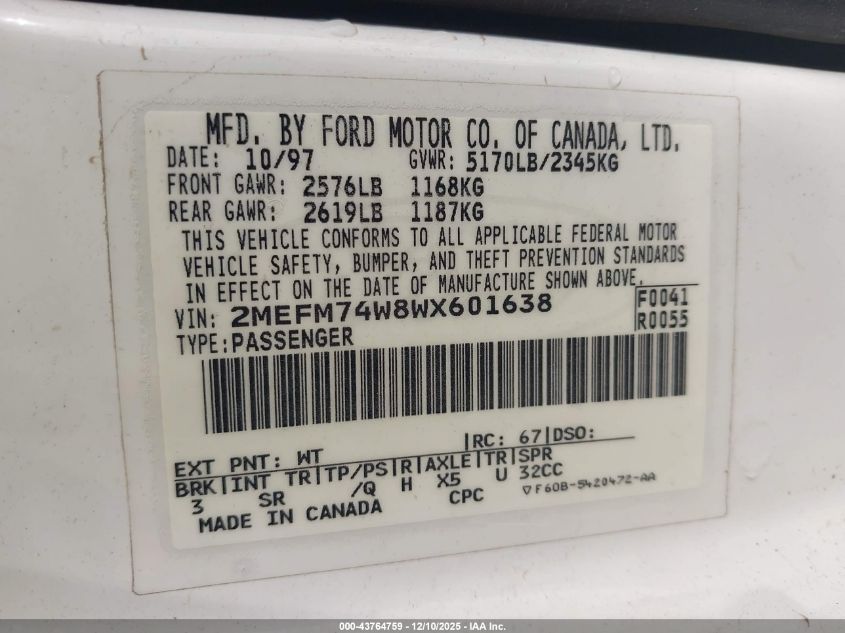 MFD. BY FORD MOTOR CO. OF CANADA, LTD.
DATE: 10/97 GVWR: 5170LB/2345KG
FRONT GAWR: 2576LB 1168KG
REAR GAWR: 2619LB 1187KG
THIS VEHICLE CONFORMS TO ALL APPLICABLE FEDERAL MOTOR
VEHICLE SAFETY, BUMPER, AND THEFT PREVENTION STANDARDS
IN EFFECT ON THE DATE OF MANUFACTURE SHOWN ABOVE.
VIN: 2MEFM74W8WX601638 F0041
TYPE:PASSENGER R0055
EXT PNT: WT |RC: 67|DSO:
BRK|INT TR|TP/PS|R|AXLE|TR|SPR
3 SR /Q H X5 U 32CC
MADE IN CANADA CPC ▽F60B-5420472-AA
000-43764759 - 12/10/2025 - IAA Inc.